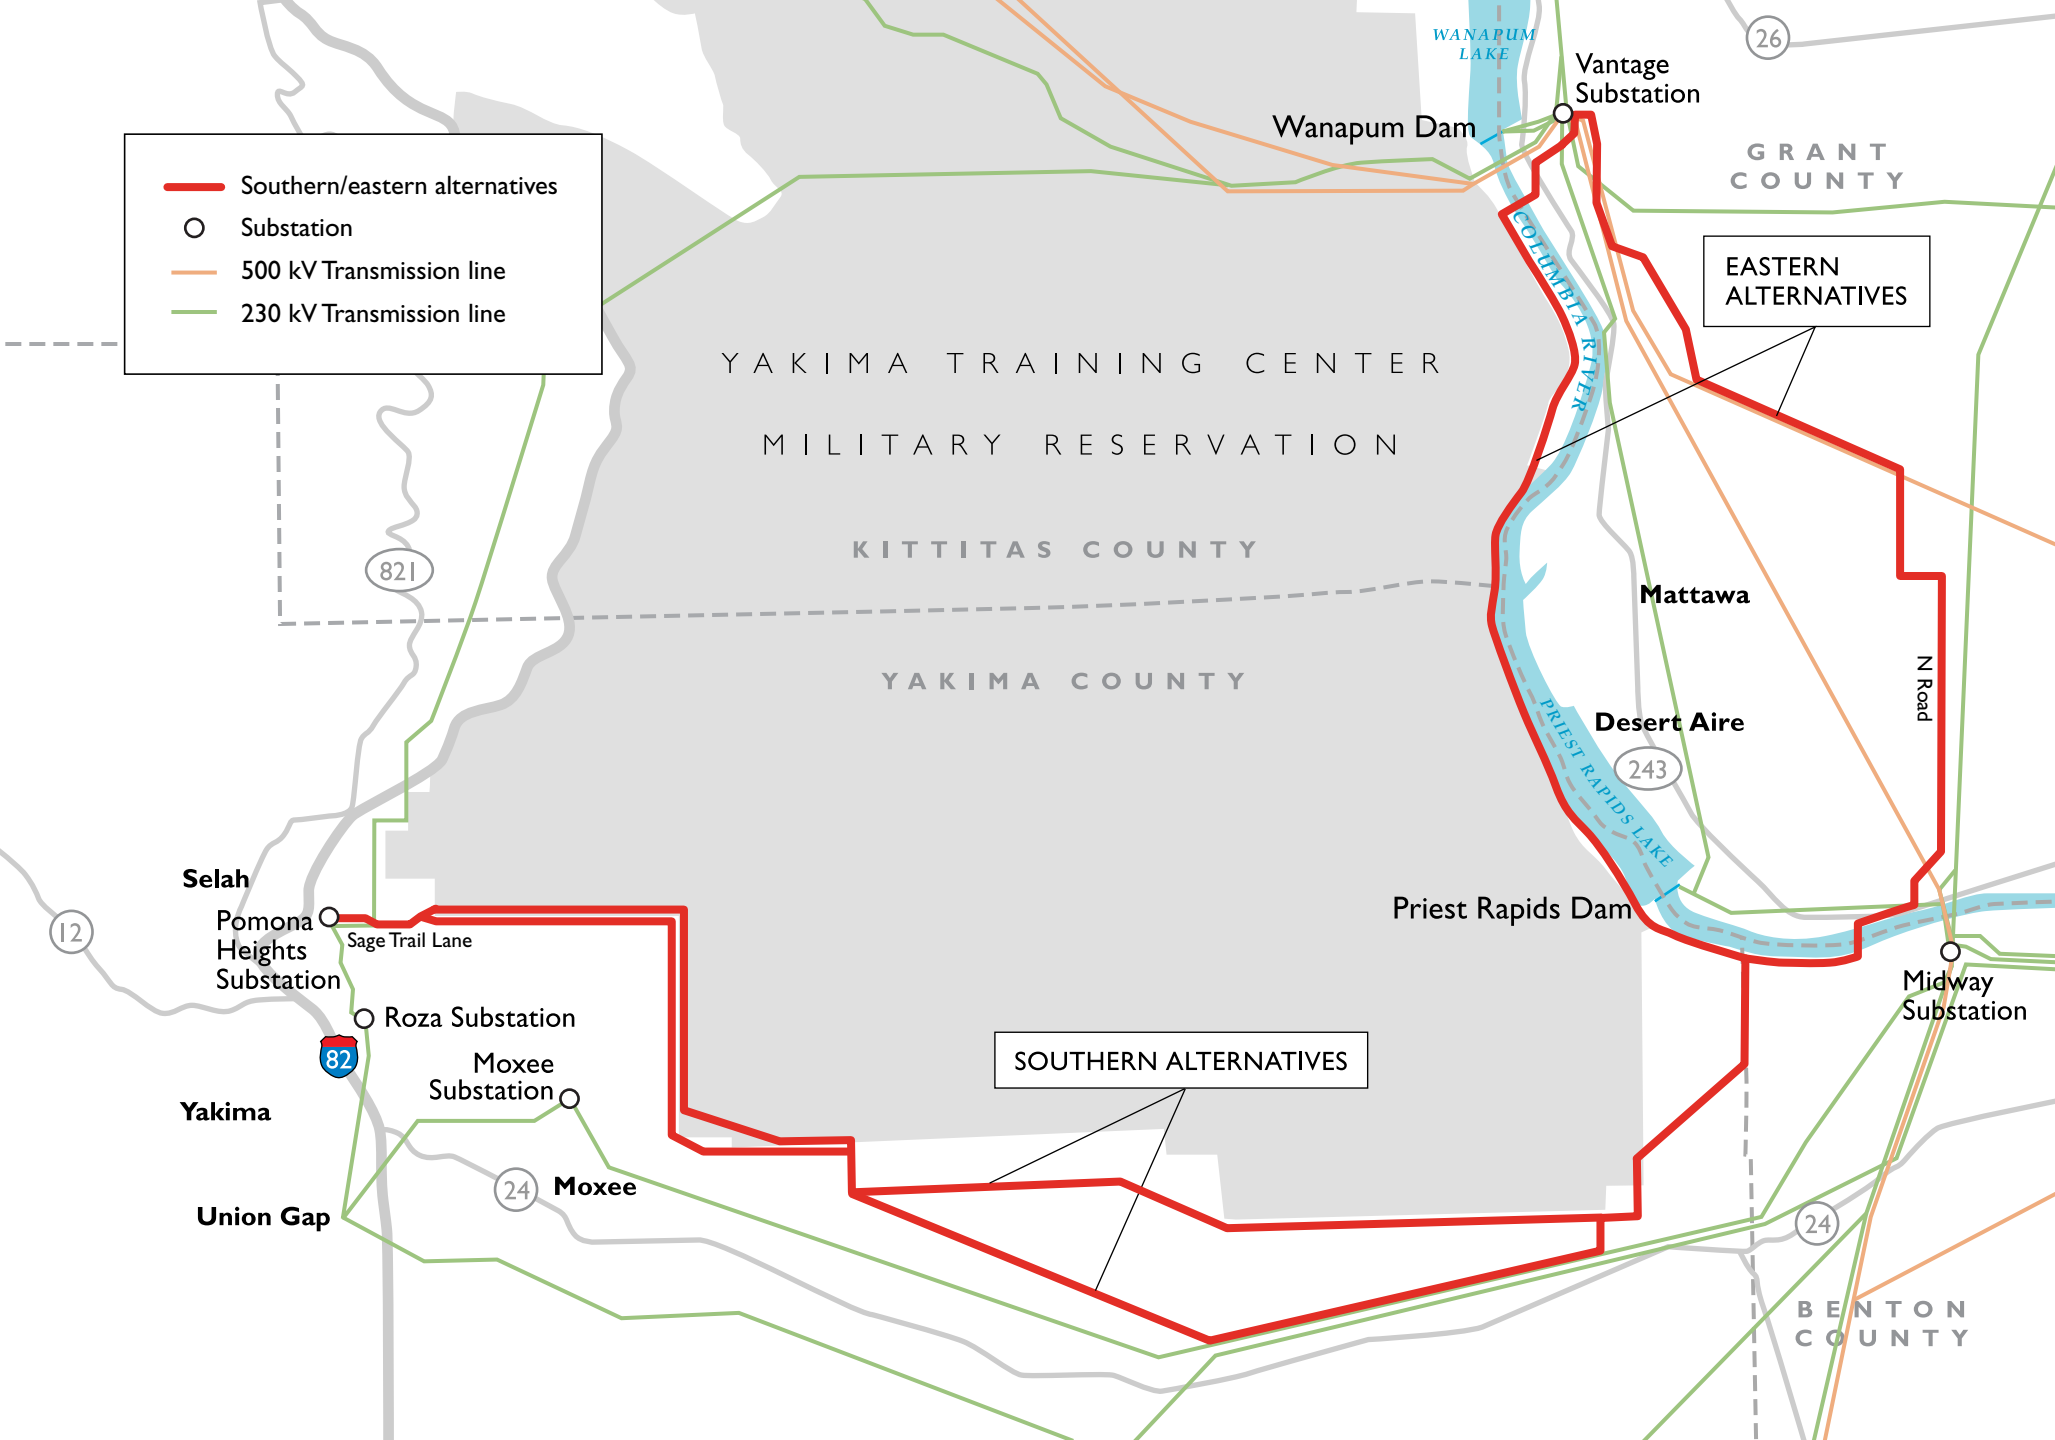 WANAPUM
LAKE
26
Vantage
Substation
Wanapum Dam
GRANT
COUNTY
Southern/eastern alternatives
Substation
500 kV Transmission line
230 kV Transmission line
COLUMBIA RIVER
EASTERN
ALTERNATIVES
YAKIMA TRAINING CENTER
MILITARY RESERVATION
KITTITAS COUNTY
821
Mattawa
YAKIMA COUNTY
N Road
PRIEST RAPIDS LAKE
Desert Aire
243
Selah
Priest Rapids Dam
Pomona
Heights
Substation
12
Sage Trail Lane
Midway
Substation
Roza Substation
82
SOUTHERN ALTERNATIVES
Moxee
Substation
Yakima
24
Moxee
Union Gap
24
BENTON
COUNTY